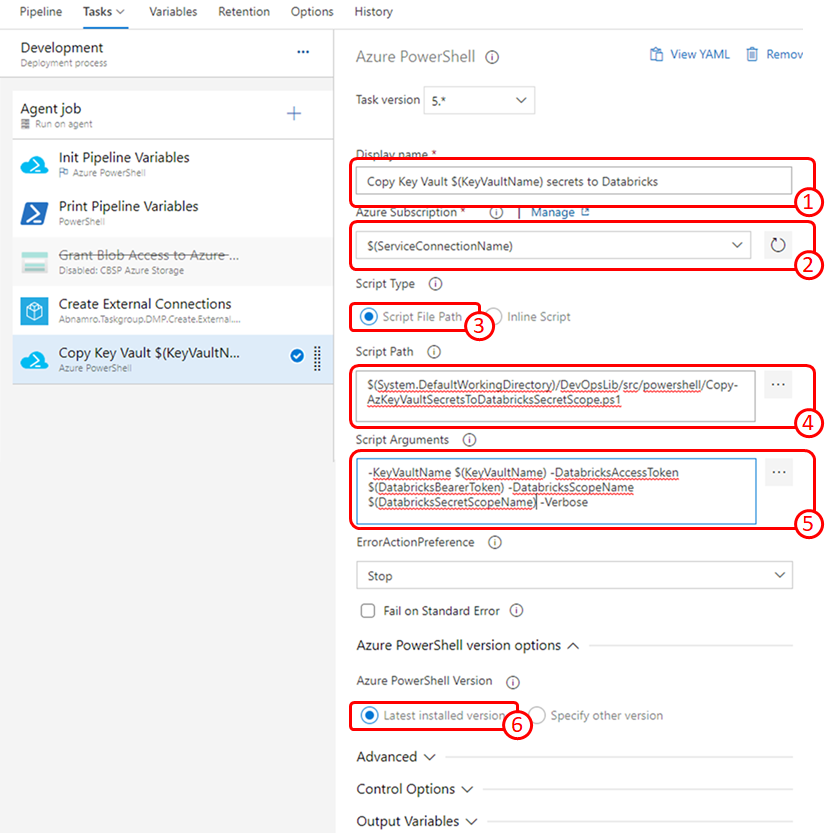 Pipeline Tasks Variables Retention Options History
Development
Deployment process
...
Agent job
Run on agent
+
Init Pipeline Variables
Azure PowerShell
Print Pipeline Variables
PowerShell
Grant Blob Access to Azure ...
Disabled: CBSP Azure Storage
Create External Connections
Abnamro.Taskgroup.DMP.Create.External....
Copy Key Vault $(KeyVaultN...
Azure PowerShell
Azure PowerShell
View YAML
Remov
Task version 5.*
Display name *
Copy Key Vault $(KeyVaultName) secrets to Databricks
1
Azure Subscription * | Manage
$(ServiceConnectionName)
2
Script Type
Script File Path
3
Inline Script
Script Path
$(System.DefaultWorkingDirectory)/DevOpsLib/src/powershell/Copy-
AzKeyVaultSecretsToDatabricksSecretScope.ps1
...
4
Script Arguments
-KeyVaultName $(KeyVaultName) -DatabricksAccessToken
$(DatabricksBearerToken) -DatabricksScopeName
$(DatabricksSecretScopeName) -Verbose
...
5
ErrorActionPreference
Stop
Fail on Standard Error
Azure PowerShell version options
Azure PowerShell Version
Latest installed version
6
Specify other version
Advanced
Control Options
Output Variables